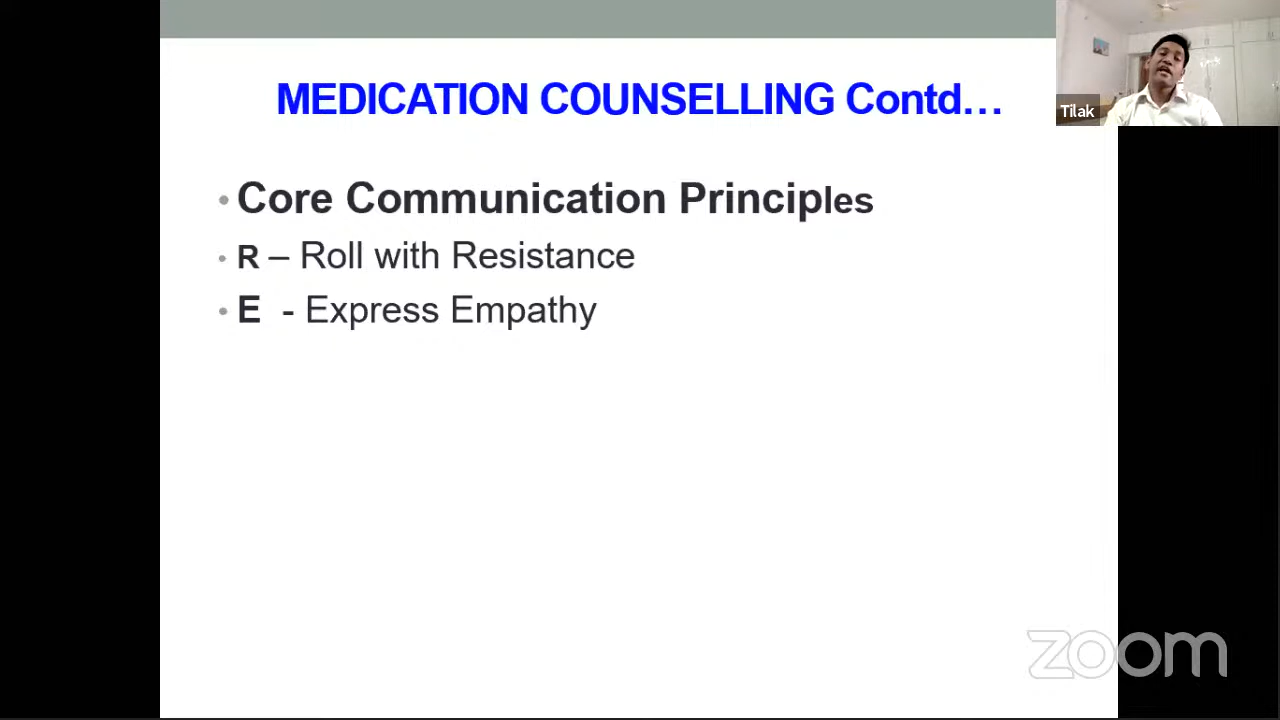 MEDICATION COUNSELLING Contd…
Tilak
• Core Communication Principles
• R – Roll with Resistance
• E - Express Empathy
zoom